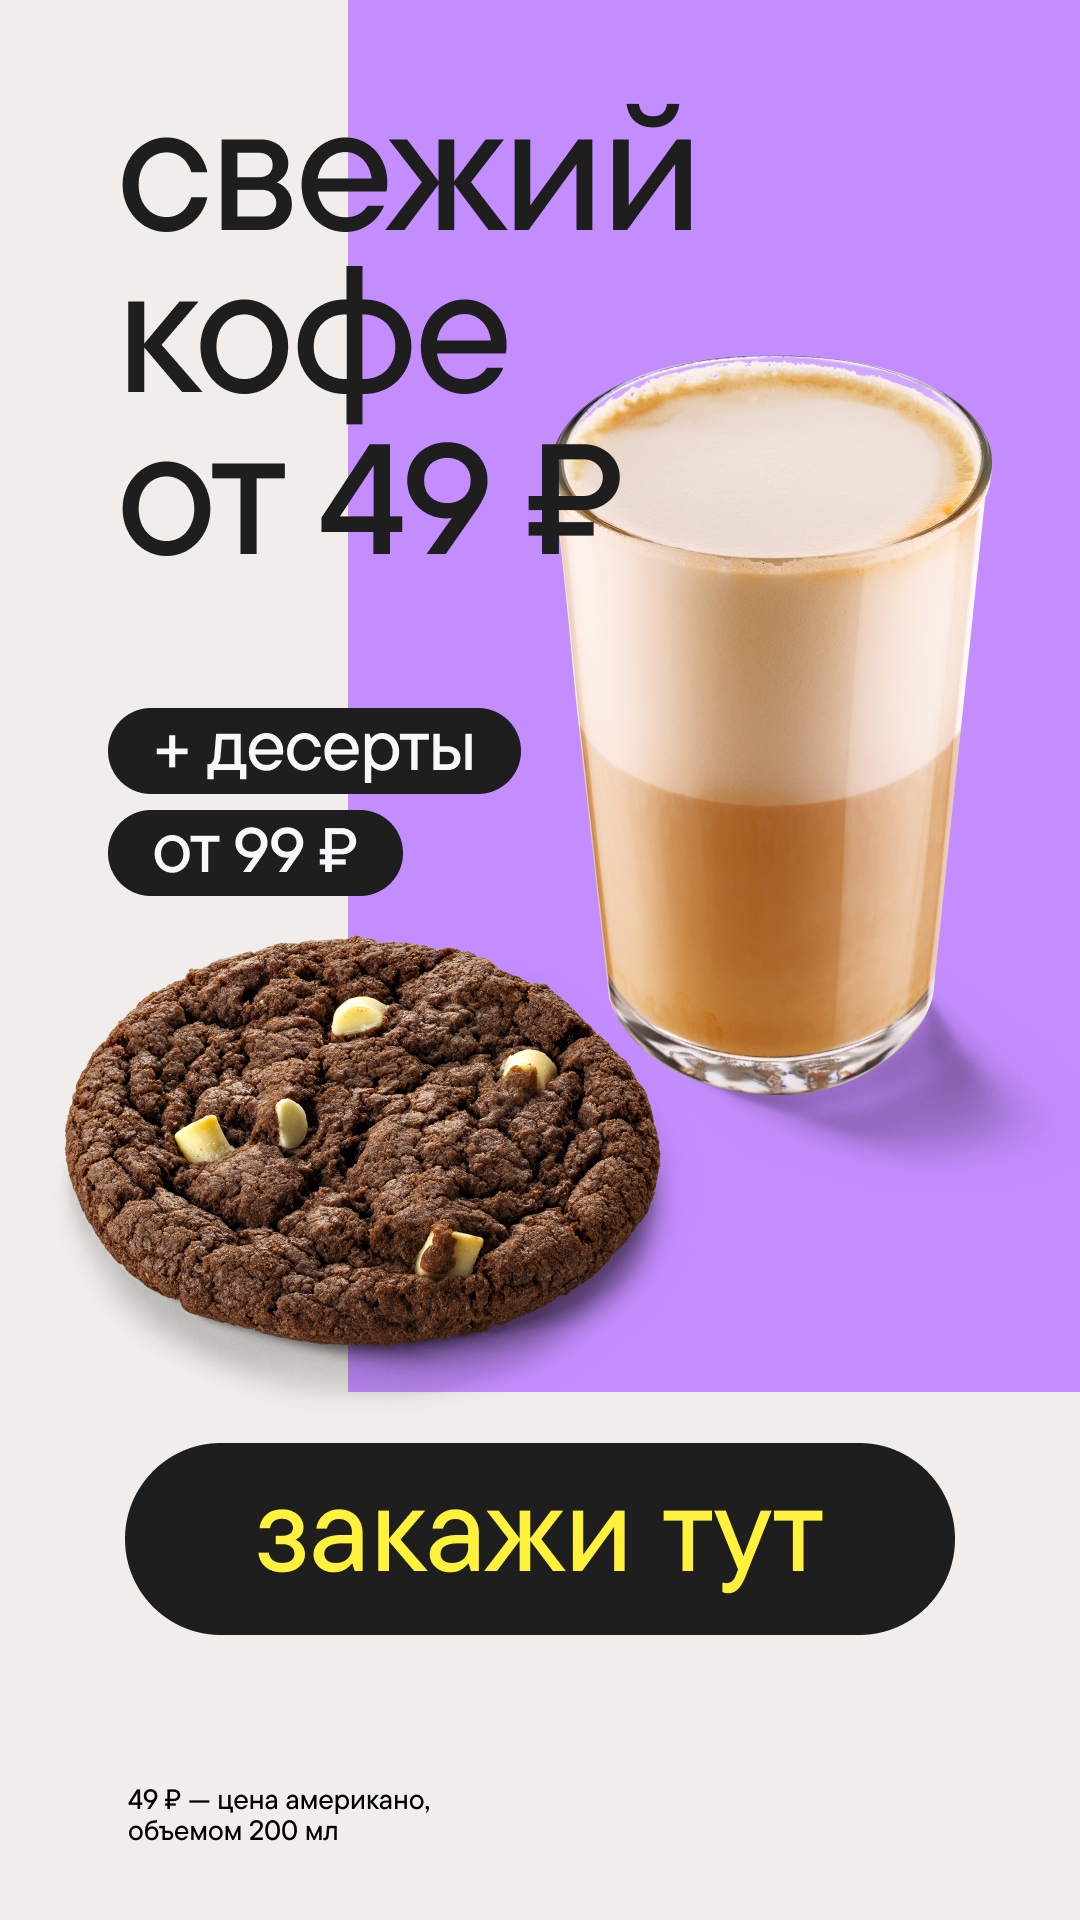 свежий
кофе
от 49 ₽
+ десерты
от 99 ₽
закажи тут
49 ₽ — цена американо,
объемом 200 мл